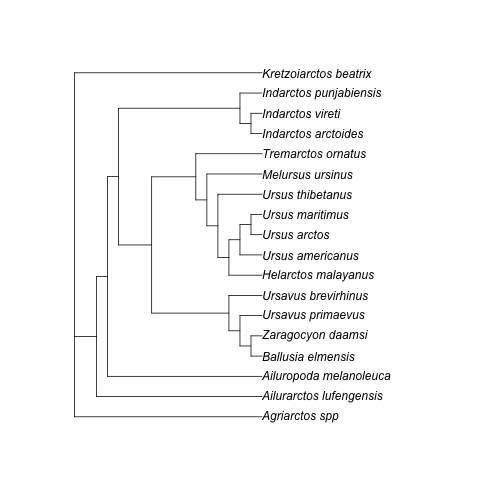 Kretzoiarctos beatrix
Indarctos punjabiensis
Indarctos vireti
Indarctos arctoides
Tremarctos ornatus
Melursus ursinus
Ursus thibetanus
Ursus maritimus
Ursus arctos
Ursus americanus
Helarctos malayanus
Ursavus brevirhinus
Ursavus primaevus
Zaragocyon daamsi
Ballusia elmensis
Ailuropoda melanoleuca
Ailurarctos lufengensis
Agriarctos spp